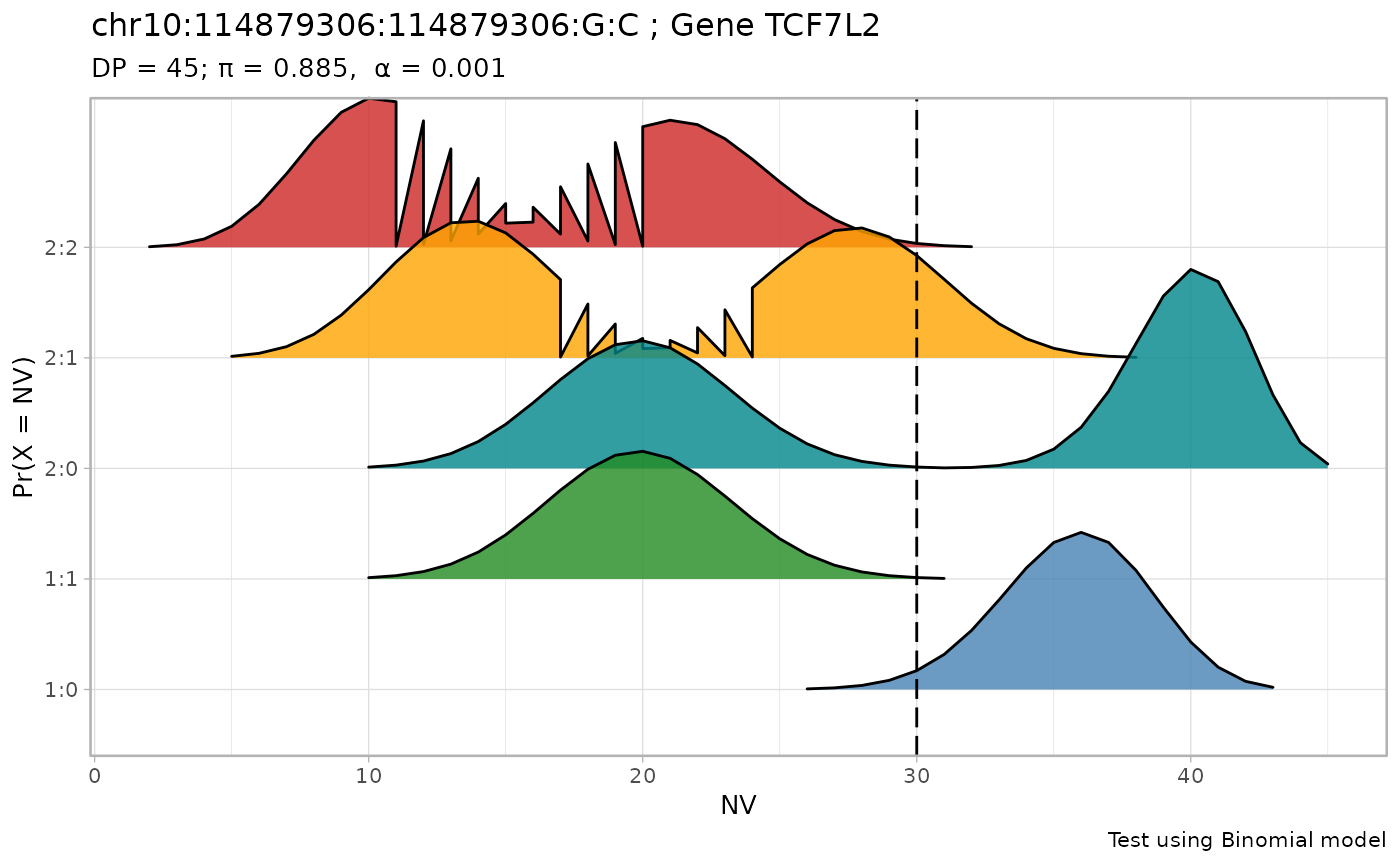 chr10:114879306:114879306:G:C ; Gene TCF7L2
DP = 45; π = 0.885,  α = 0.001
Pr(X = NV)
2:2
2:1
2:0
1:1
1:0
0 10 20 30 40
NV
Test using Binomial model